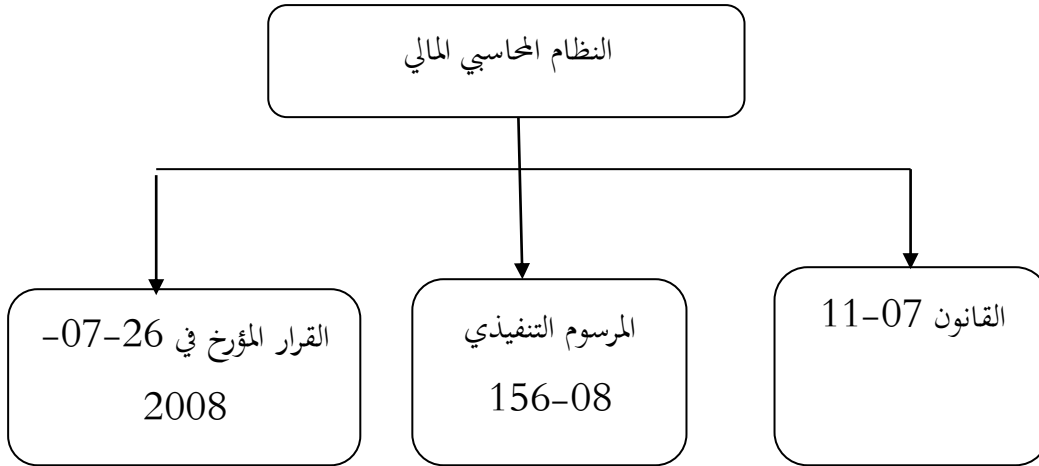 النظام المحاسبي المالي
القانون 07-11
المرسوم التنفيذي
156-08
القرار المؤرخ في 26-07-
2008